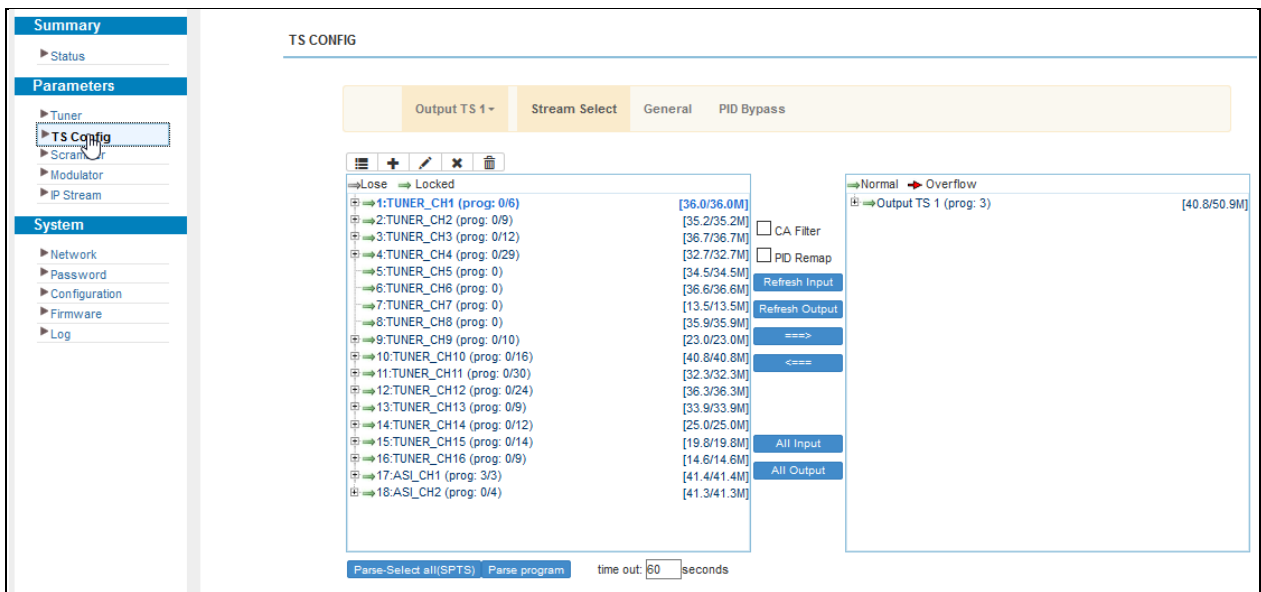 Summary
Status
Parameters
Tuner
TS Config
Scrambler
Modulator
IP Stream
System
Network
Password
Configuration
Firmware
Log
TS CONFIG
Output TS 1 Stream Select General PID Bypass
Lose Locked
1:TUNER_CH1 (prog: 0/6) [36.0/36.0M]
2:TUNER_CH2 (prog: 0/9) [35.2/35.2M]
3:TUNER_CH3 (prog: 0/12) [36.7/36.7M]
4:TUNER_CH4 (prog: 0/29) [32.7/32.7M]
5:TUNER_CH5 (prog: 0) [34.5/34.5M]
6:TUNER_CH6 (prog: 0) [36.6/36.6M]
7:TUNER_CH7 (prog: 0) [13.5/13.5M]
8:TUNER_CH8 (prog: 0) [35.9/35.9M]
9:TUNER_CH9 (prog: 0/10) [23.0/23.0M]
10:TUNER_CH10 (prog: 0/16) [40.8/40.8M]
11:TUNER_CH11 (prog: 0/30) [32.3/32.3M]
12:TUNER_CH12 (prog: 0/24) [36.3/36.3M]
13:TUNER_CH13 (prog: 0/9) [33.9/33.9M]
14:TUNER_CH14 (prog: 0/12) [25.0/25.0M]
15:TUNER_CH15 (prog: 0/14) [19.8/19.8M]
16:TUNER_CH16 (prog: 0/9) [14.6/14.6M]
17:ASI_CH1 (prog: 3/3) [41.4/41.4M]
18:ASI_CH2 (prog: 0/4) [41.3/41.3M]
CA Filter
PID Remap
Refresh Input
Refresh Output
===>
<===
All Input
All Output
Normal Overflow
Output TS 1 (prog: 3) [40.8/50.9M]
Parse-Select all(SPTS) Parse program time out: 60 seconds